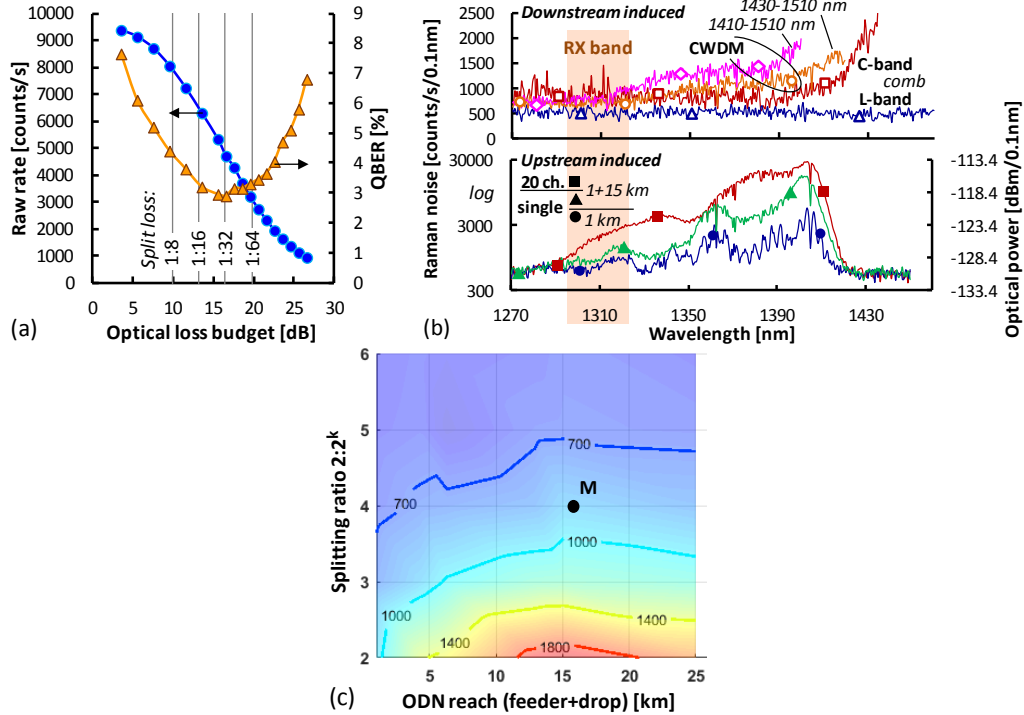 10000
9000
8000
7000
6000
5000
4000
3000
2000
1000
0
Raw rate [counts/s]
9
8
7
6
5
4
3
2
1
0
QBER [%]
Split loss:
1:8
1:16
1:32
1:64
0 5 10 15 20 25 30
Optical loss budget [dB]
(a)
Downstream induced
1430-1510 nm
1410-1510 nm
RX band
CWDM
C-band
comb
L-band
2500
2000
1500
1000
500
0
Raman noise [counts/s/0.1nm]
Upstream induced
20 ch.
single
1+15 km
1 km
30000
log
3000
300
-113.4
-118.4
-123.4
-128.4
-133.4
Optical power [dBm/0.1nm]
1270 1310 1350 1390 1430
Wavelength [nm]
(b)
6
5
4
3
2
Splitting ratio 2:2^k
700
700
M
1000
1000
1400
1400
1800
5 10 15 20 25
ODN reach (feeder+drop) [km]
(c)